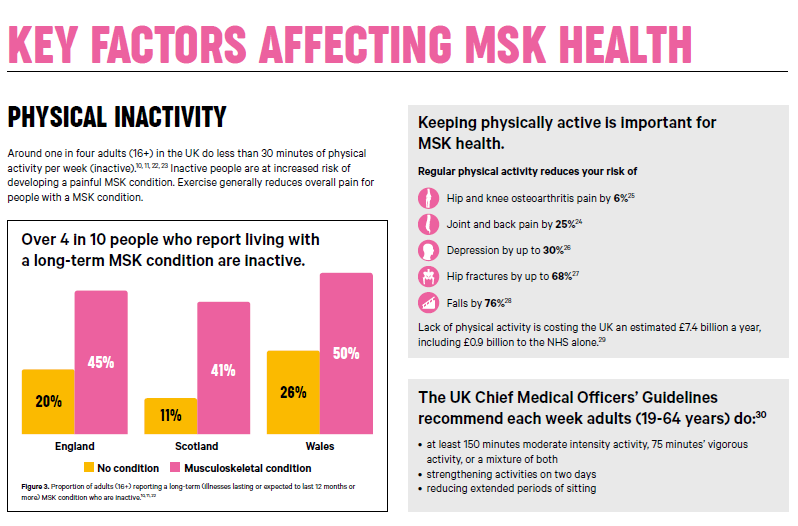 KEY FACTORS AFFECTING MSK HEALTH
PHYSICAL INACTIVITY
Around one in four adults (16+) in the UK do less than 30 minutes of physical
activity per week (inactive).10, 11, 22, 23 Inactive people are at increased risk of
developing a painful MSK condition. Exercise generally reduces overall pain for
people with a MSK condition.
Over 4 in 10 people who report living with
a long-term MSK condition are inactive.
20%
45%
11%
41%
26%
50%
England
Scotland
Wales
No condition
Musculoskeletal condition
Figure 3. Proportion of adults (16+) reporting a long-term (illnesses lasting or expected to last 12 months or
more) MSK condition who are inactive.10, 11, 22
Keeping physically active is important for
MSK health.
Regular physical activity reduces your risk of
Hip and knee osteoarthritis pain by 6%25
Joint and back pain by 25%24
Depression by up to 30%26
Hip fractures by up to 68%27
Falls by 76%28
Lack of physical activity is costing the UK an estimated £7.4 billion a year,
including £0.9 billion to the NHS alone.29
The UK Chief Medical Officers’ Guidelines
recommend each week adults (19-64 years) do:30
• at least 150 minutes moderate intensity activity, 75 minutes’ vigorous
activity, or a mixture of both
• strengthening activities on two days
• reducing extended periods of sitting